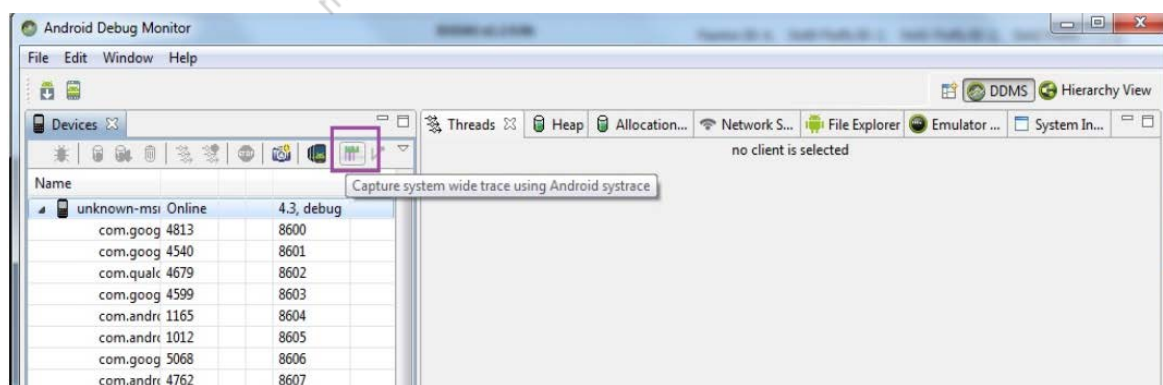 Android Debug Monitor
File Edit Window Help
DDMS Hierarchy View
Devices Threads Heap Allocation... Network S... File Explorer Emulator ... System In...
no client is selected
Name
Capture system wide trace using Android systrace
unknown-msı Online 4.3, debug
com.goog 4813 8600
com.goog 4540 8601
com.qualc 4679 8602
com.goog 4599 8603
com.andrc 1165 8604
com.andrc 1012 8605
com.goog 5068 8606
com.andrc 4762 8607